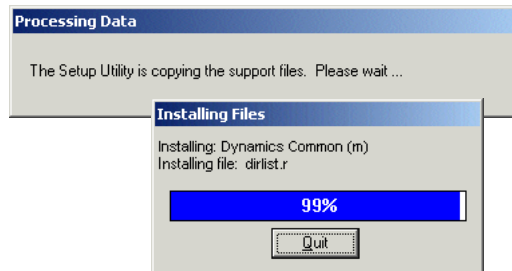 Processing Data
The Setup Utility is copying the support files.  Please wait ...
Installing Files
Installing: Dynamics Common (m)
Installing file:  dirlist.r
99%
Quit